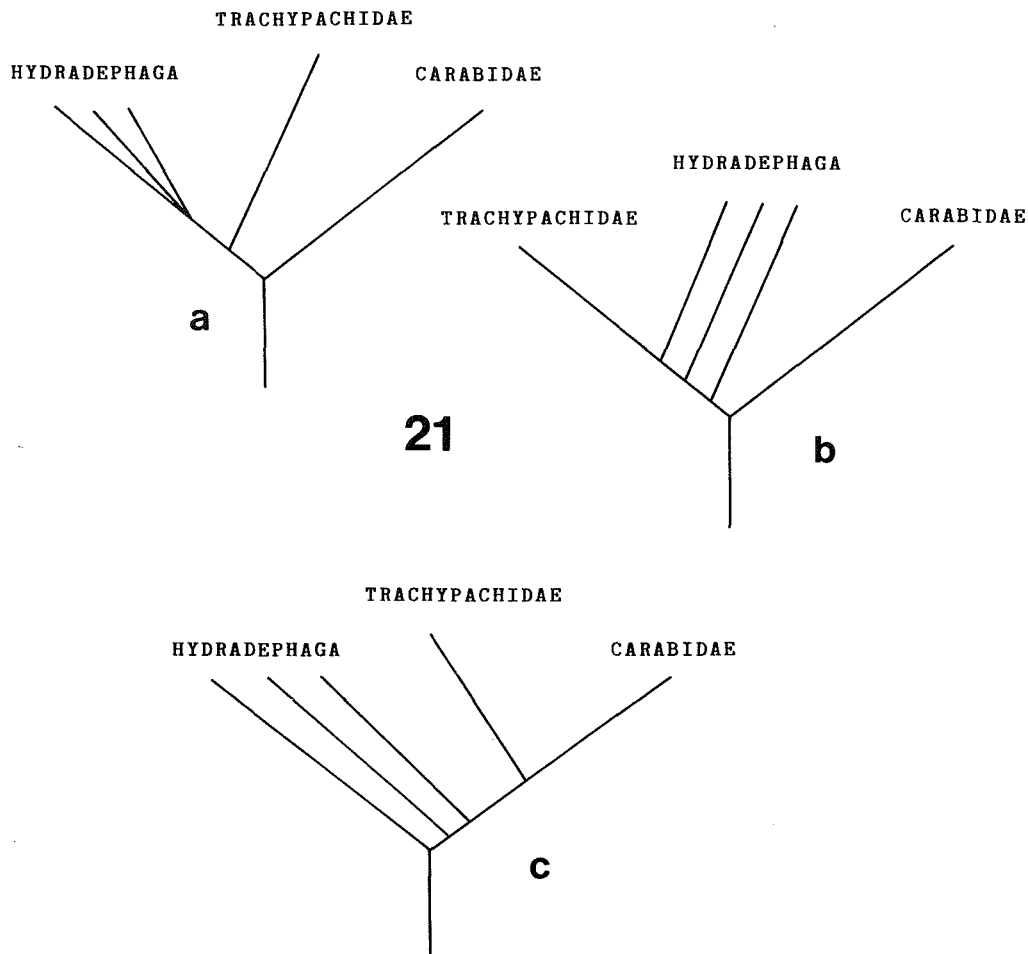 TRACHYPACHIDAE
HYDRADEPHAGA
CARABIDAE
a
HYDRADEPHAGA
TRACHYPACHIDAE
CARABIDAE
b
21
TRACHYPACHIDAE
HYDRADEPHAGA
CARABIDAE
c